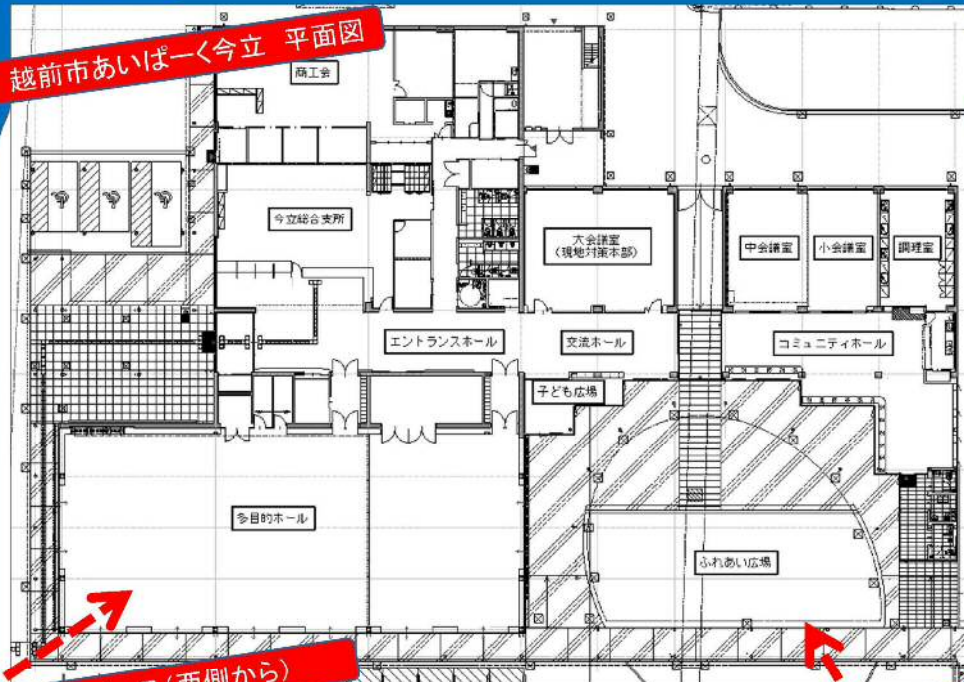 越前市あいぱーく今立 平面図
商工会
今立総合支所
大会議室
(現地対策本部)
中会議室
小会議室
調理室
エントランスホール
交流ホール
コミュニティホール
子ども広場
多目的ホール
ふれあい広場
(西側から)